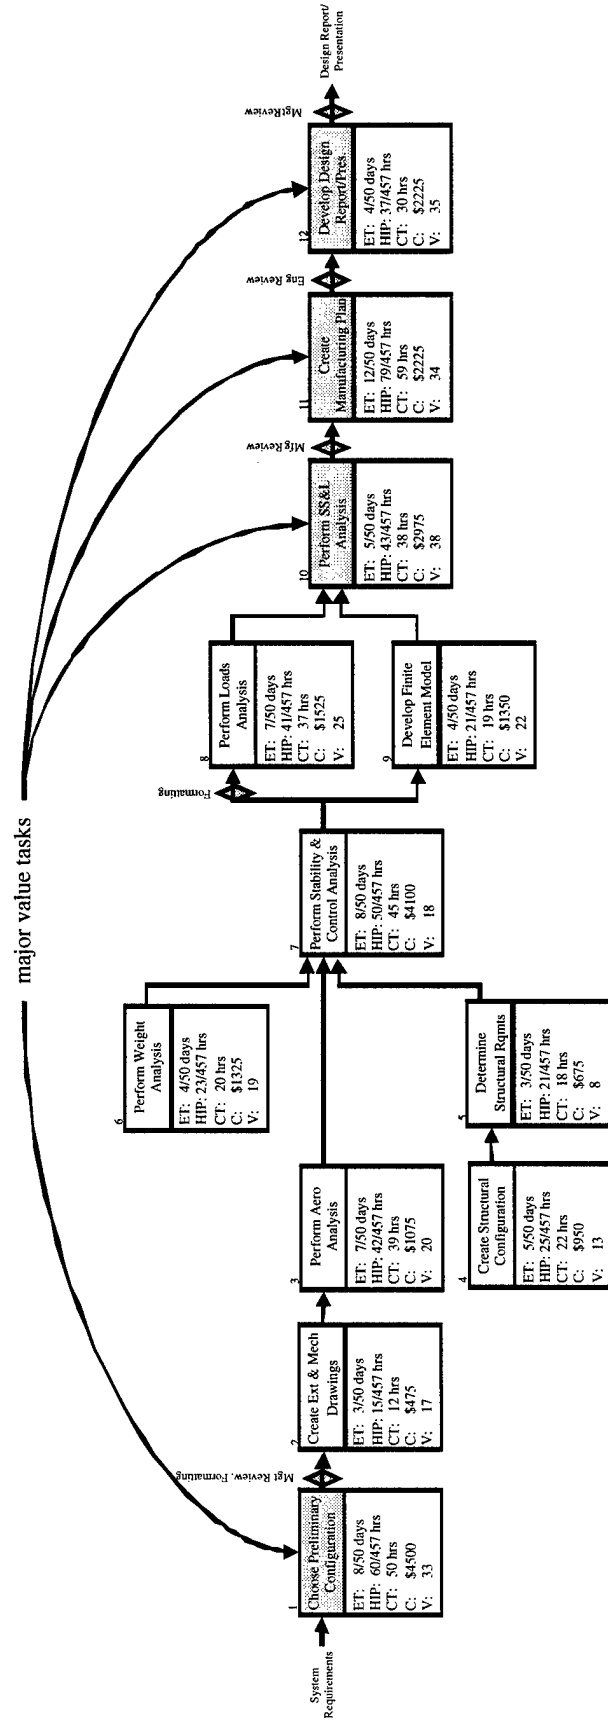 major value tasks
System
Requirements
1
Choose Preliminary
Configuration
ET: 8/50 days
HIP: 60/457 hrs
CT: 50 hrs
C: $4500
V: 33
Mgt Review. Formating
2
Create Ext & Mech
Drawings
ET: 3/50 days
HIP: 15/457 hrs
CT: 12 hrs
C: $475
V: 17
3
Perform Aero
Analysis
ET: 7/50 days
HIP: 42/457 hrs
CT: 39 hrs
C: $1075
V: 20
4
Create Structural
Configuration
ET: 5/50 days
HIP: 25/457 hrs
CT: 22 hrs
C: $950
V: 13
5
Determine
Structural Rqmts
ET: 3/50 days
HIP: 21/457 hrs
CT: 18 hrs
C: $675
V: 8
6
Perform Weight
Analysis
ET: 4/50 days
HIP: 23/457 hrs
CT: 20 hrs
C: $1325
V: 19
7
Perform Stability &
Control Analysis
ET: 8/50 days
HIP: 50/457 hrs
CT: 45 hrs
C: $4100
V: 18
Formatting
8
Perform Loads
Analysis
ET: 7/50 days
HIP: 41/457 hrs
CT: 37 hrs
C: $1525
V: 25
9
Develop Finite
Element Model
ET: 4/50 days
HIP: 21/457 hrs
CT: 19 hrs
C: $1350
V: 22
10
Perform SS&L
Analysis
ET: 5/50 days
HIP: 43/457 hrs
CT: 38 hrs
C: $2975
V: 38
Mfg Review
11
Create
Manufacturing Plan
ET: 12/50 days
HIP: 79/457 hrs
CT: 59 hrs
C: $2225
V: 34
Eng Review
12
Develop Design
Report/Pres.
ET: 4/50 days
HIP: 37/457 hrs
CT: 30 hrs
C: $2225
V: 35
MgtReview
Design Report/
Presentation